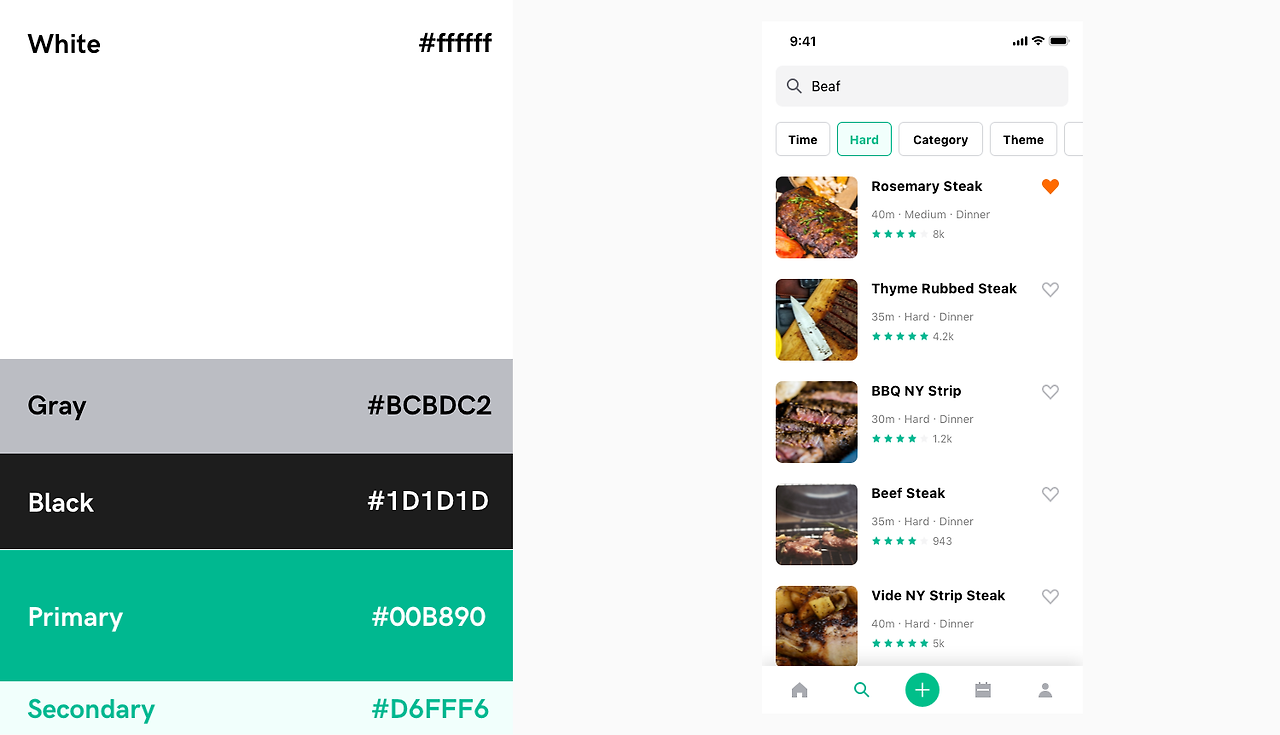 White #ffffff
Gray #BCBDC2
Black #1D1D1D
Primary #00B890
Secondary #D6FFF6
9:41
Beaf
Time Hard Category Theme
Rosemary Steak
40m · Medium · Dinner
8k
Thyme Rubbed Steak
35m · Hard · Dinner
4.2k
BBQ NY Strip
30m · Hard · Dinner
1.2k
Beef Steak
35m · Hard · Dinner
943
Vide NY Strip Steak
40m · Hard · Dinner
5k